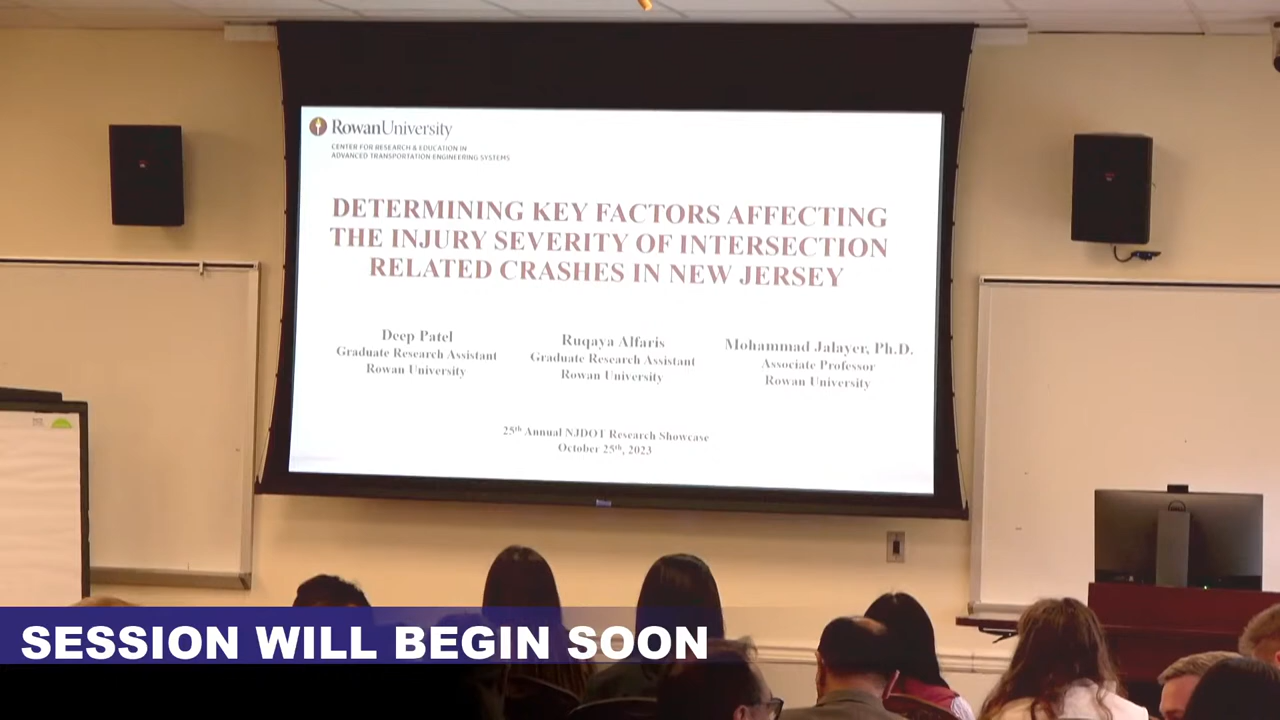 RowanUniversity
CENTER FOR RESEARCH & EDUCATION IN
ADVANCED TRANSPORTATION ENGINEERING SYSTEMS
DETERMINING KEY FACTORS AFFECTING
THE INJURY SEVERITY OF INTERSECTION
RELATED CRASHES IN NEW JERSEY
Deep Patel
Graduate Research Assistant
Rowan University
Ruqaya Alfaris
Graduate Research Assistant
Rowan University
Mohammad Jalayer, Ph.D.
Associate Professor
Rowan University
25th Annual NJDOT Research Showcase
October 25th, 2023
SESSION WILL BEGIN SOON